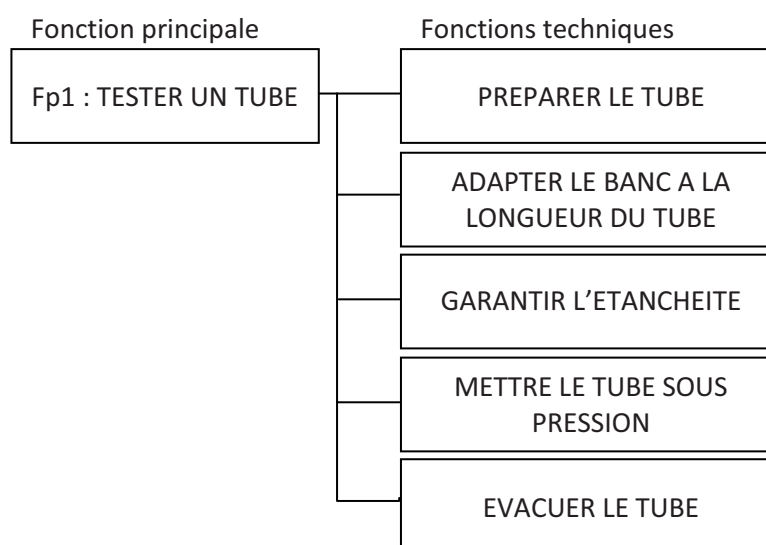 Fonction principale
Fonctions techniques
Fp1 : TESTER UN TUBE
PREPARER LE TUBE
ADAPTER LE BANC A LA
LONGUEUR DU TUBE
GARANTIR L’ETANCHEITE
METTRE LE TUBE SOUS
PRESSION
EVACUER LE TUBE